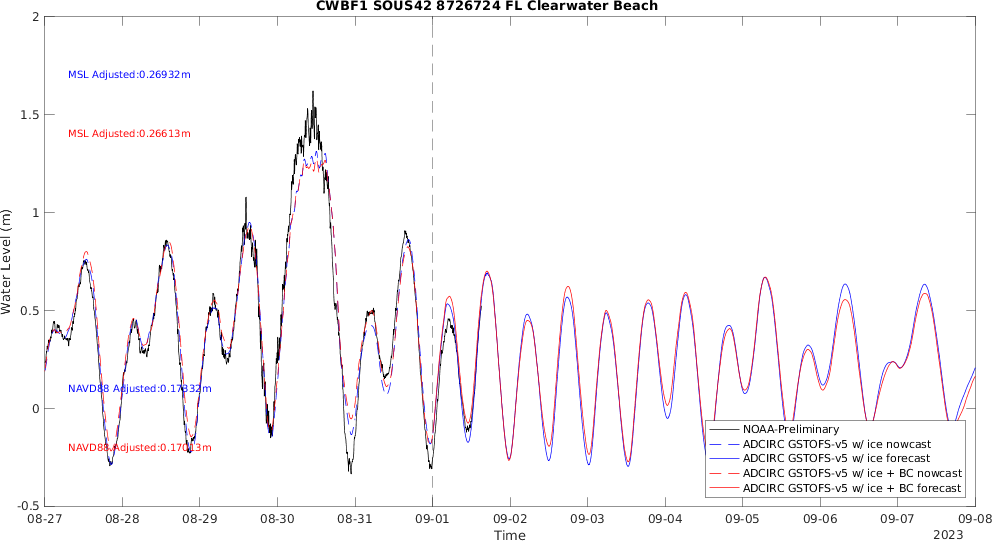 CWBF1 SOUS42 8726724 FL Clearwater Beach
2
1.5
1
0.5
0
-0.5
Water Level (m)
MSL Adjusted:0.26932m
MSL Adjusted:0.26613m
NAVD88 Adjusted:0.17332m
NAVD88 Adjusted:0.17013m
NOAA-Preliminary
ADCIRC GSTOFS-v5 w/ ice nowcast
ADCIRC GSTOFS-v5 w/ ice forecast
ADCIRC GSTOFS-v5 w/ ice + BC nowcast
ADCIRC GSTOFS-v5 w/ ice + BC forecast
08-27 08-28 08-29 08-30 08-31 09-01 09-02 09-03 09-04 09-05 09-06 09-07 09-08
Time
2023